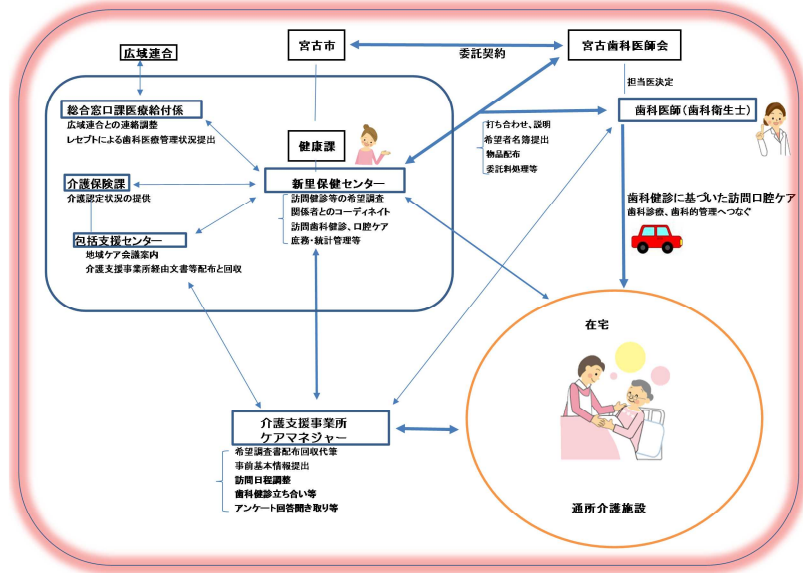 広域連合
宮古市
委託契約
宮古歯科医師会
担当医決定
総合窓口課医療給付係
広域連合との連絡調整
レセプトによる歯科医療管理状況提出
歯科医師(歯科衛生士)
打ち合わせ、説明
希望者名簿提出
物品配布
委託料処理等
健康課
介護保険課
介護認定状況の提供
新里保健センター
訪問健診等の希望調査
関係者とのコーディネイト
訪問歯科健診、口腔ケア
庶務・統計管理等
歯科健診に基づいた訪問口腔ケア
歯科診療、歯科的管理へつなぐ
包括支援センター
地域ケア会議案内
介護支援事業所経由文書等配布と回収
在宅
介護支援事業所
ケアマネジャー
希望調査書配布回収代筆
事前基本情報提出
訪問日程調整
歯科健診立ち合い等
アンケート回答聞き取り等
通所介護施設